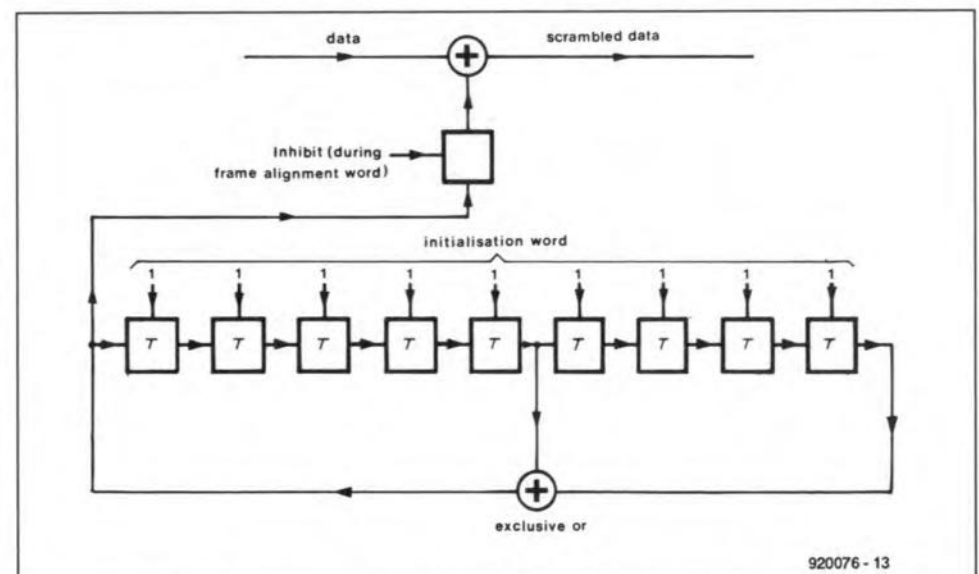 data
scrambled data
+
Inhibit (during
frame alignment word)
initialisation word
1 1 1 1 1 1 1 1 1
T T T T T T T T T
+
exclusive or
920076 - 13